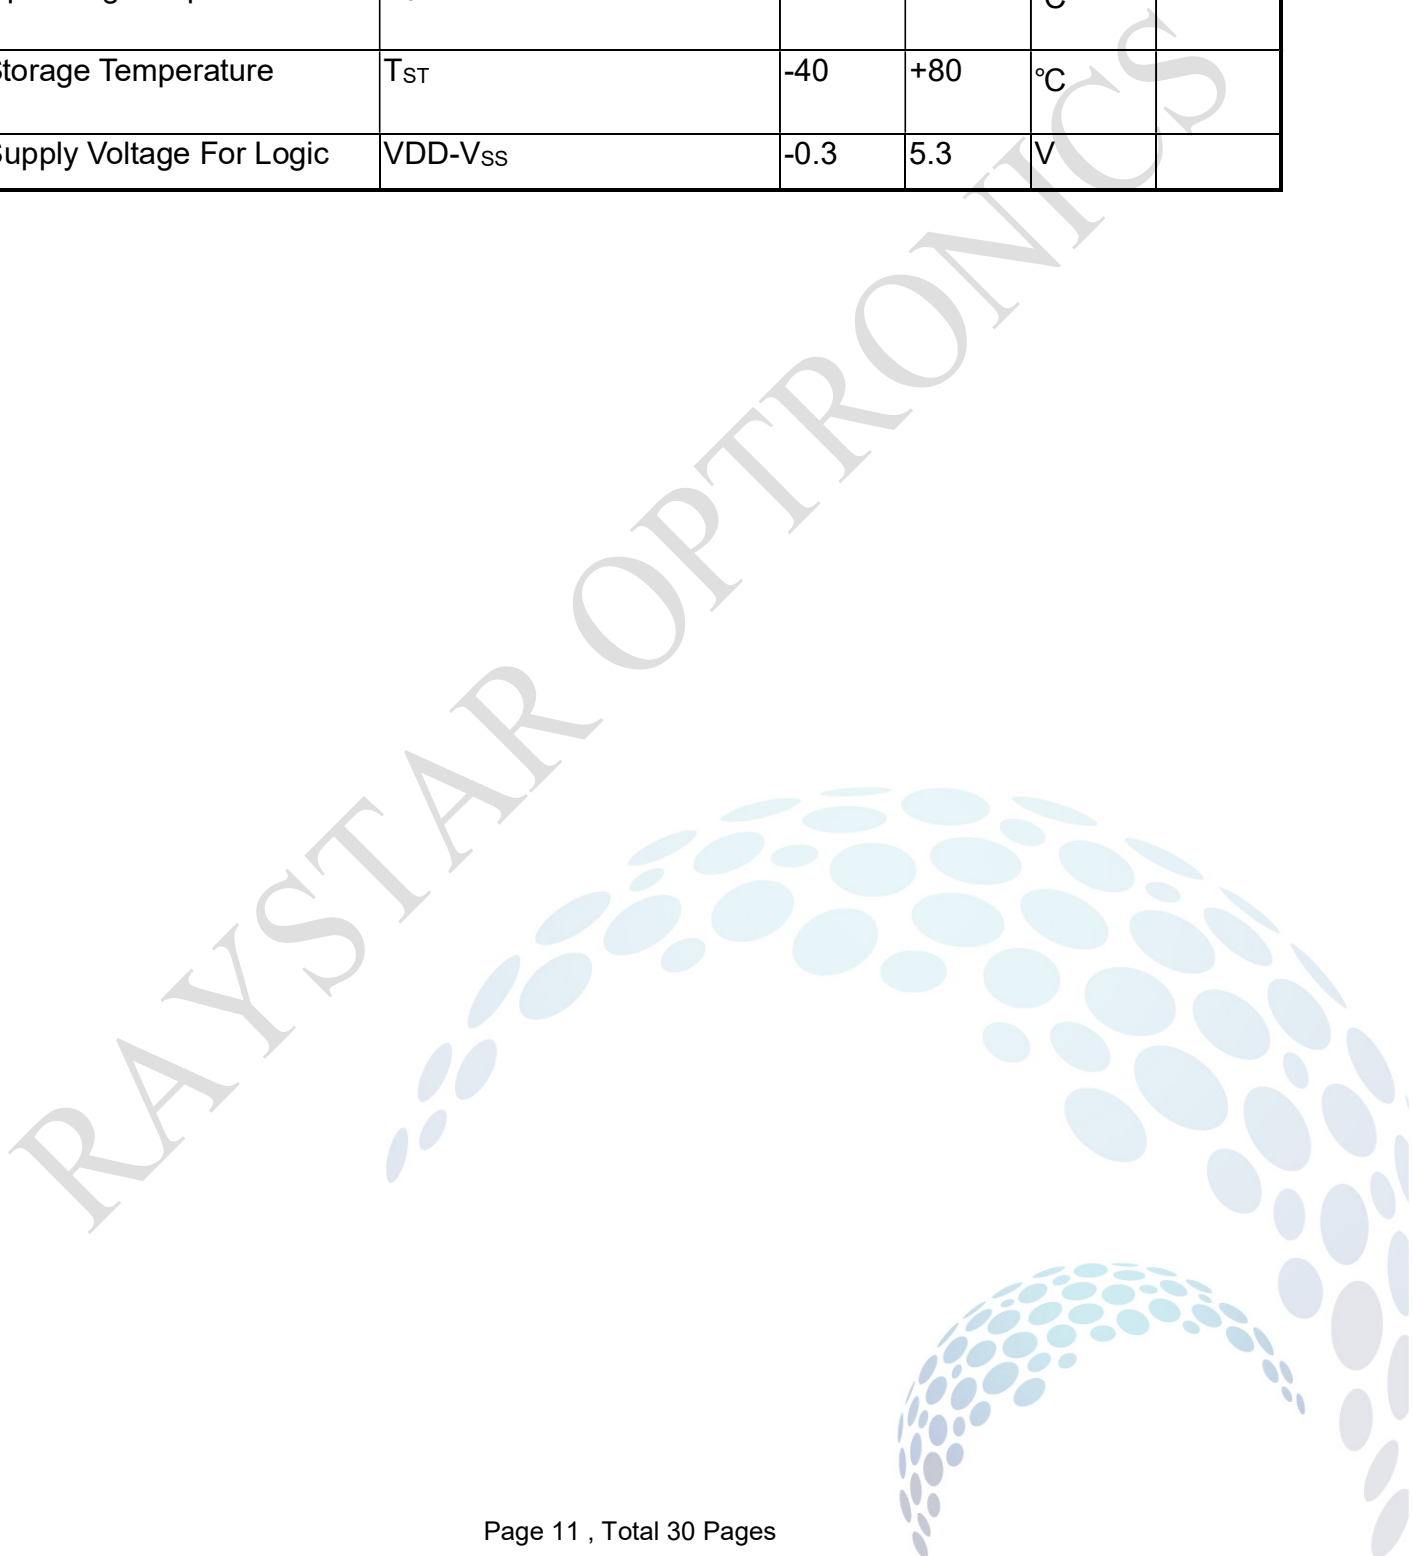 ℃
Storage Temperature TST -40 +80 ℃
Supply Voltage For Logic VDD-VSS -0.3 5.3 V
RAYSTAR OPTRONICS
Page 11 , Total 30 Pages